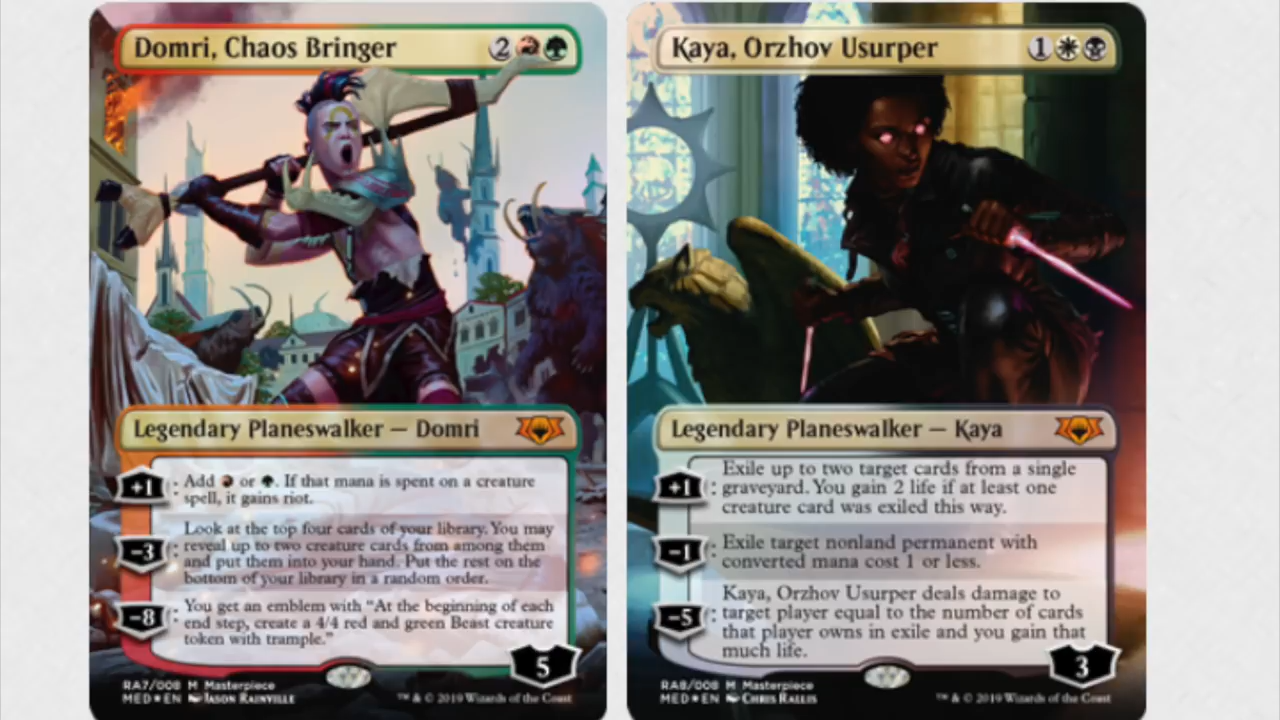 Domri, Chaos Bringer 2
Legendary Planeswalker — Domri
+1 : Add or . If that mana is spent on a creature
spell, it gains riot.
Look at the top four cards of your library. You may
−3 : reveal up to two creature cards from among them
and put them into your hand. Put the rest on the
bottom of your library in a random order.
−8 : You get an emblem with “At the beginning of each
end step, create a 4/4 red and green Beast creature
token with trample.”
5
RA7/008 M Masterpiece
MED★EN Jason Rainville ™ & © 2019 Wizards of the Coast
Kaya, Orzhov Usurper 1
Legendary Planeswalker — Kaya
Exile up to two target cards from a single
+1 : graveyard. You gain 2 life if at least one
creature card was exiled this way.
−1 : Exile target nonland permanent with
converted mana cost 1 or less.
Kaya, Orzhov Usurper deals damage to
−5 : target player equal to the number of cards
that player owns in exile and you gain that
much life.
3
RA8/008 M Masterpiece
MED★EN Chris Rallis ™ & © 2019 Wizards of the Coast